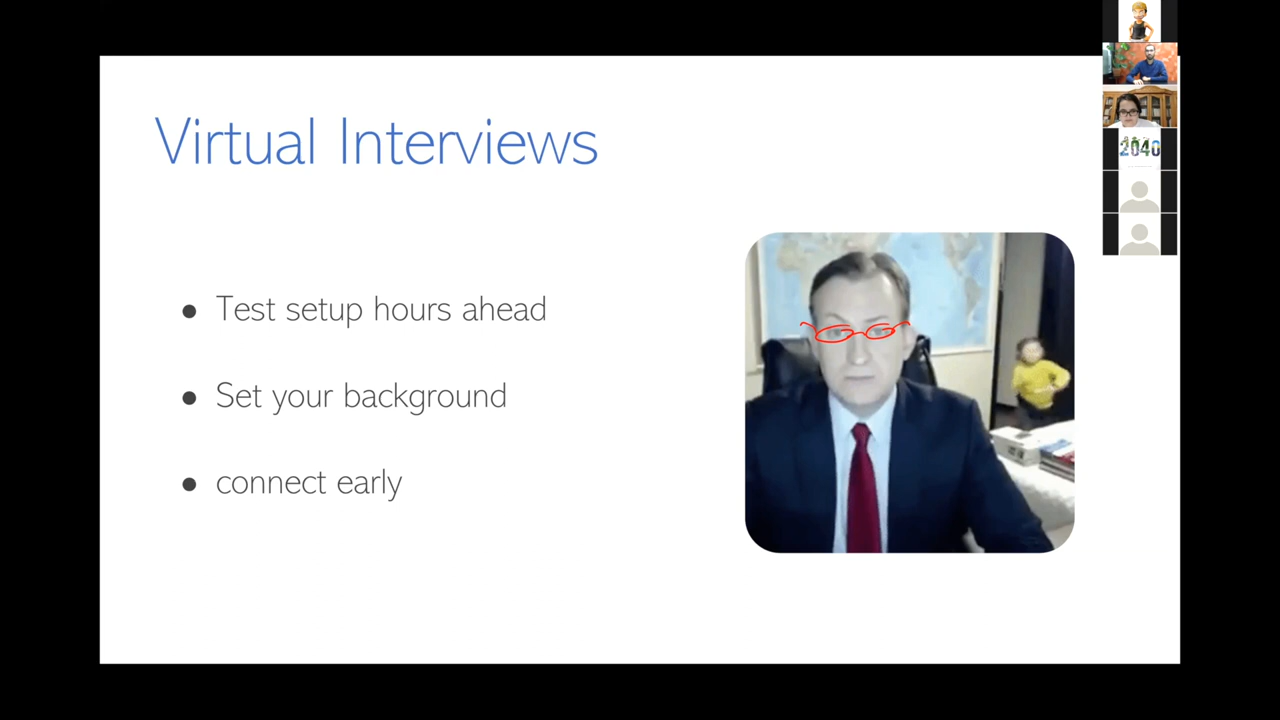 Virtual Interviews
● Test setup hours ahead
● Set your background
● connect early
2040